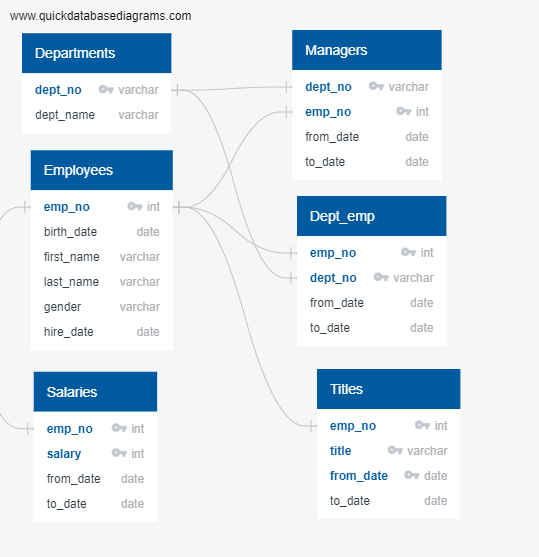 www.quickdatabasediagrams.com
Departments
dept_no varchar
dept_name varchar
Managers
dept_no varchar
emp_no int
from_date date
to_date date
Employees
emp_no int
birth_date date
first_name varchar
last_name varchar
gender varchar
hire_date date
Dept_emp
emp_no int
dept_no varchar
from_date date
to_date date
Salaries
emp_no int
salary int
from_date date
to_date date
Titles
emp_no int
title varchar
from_date date
to_date date